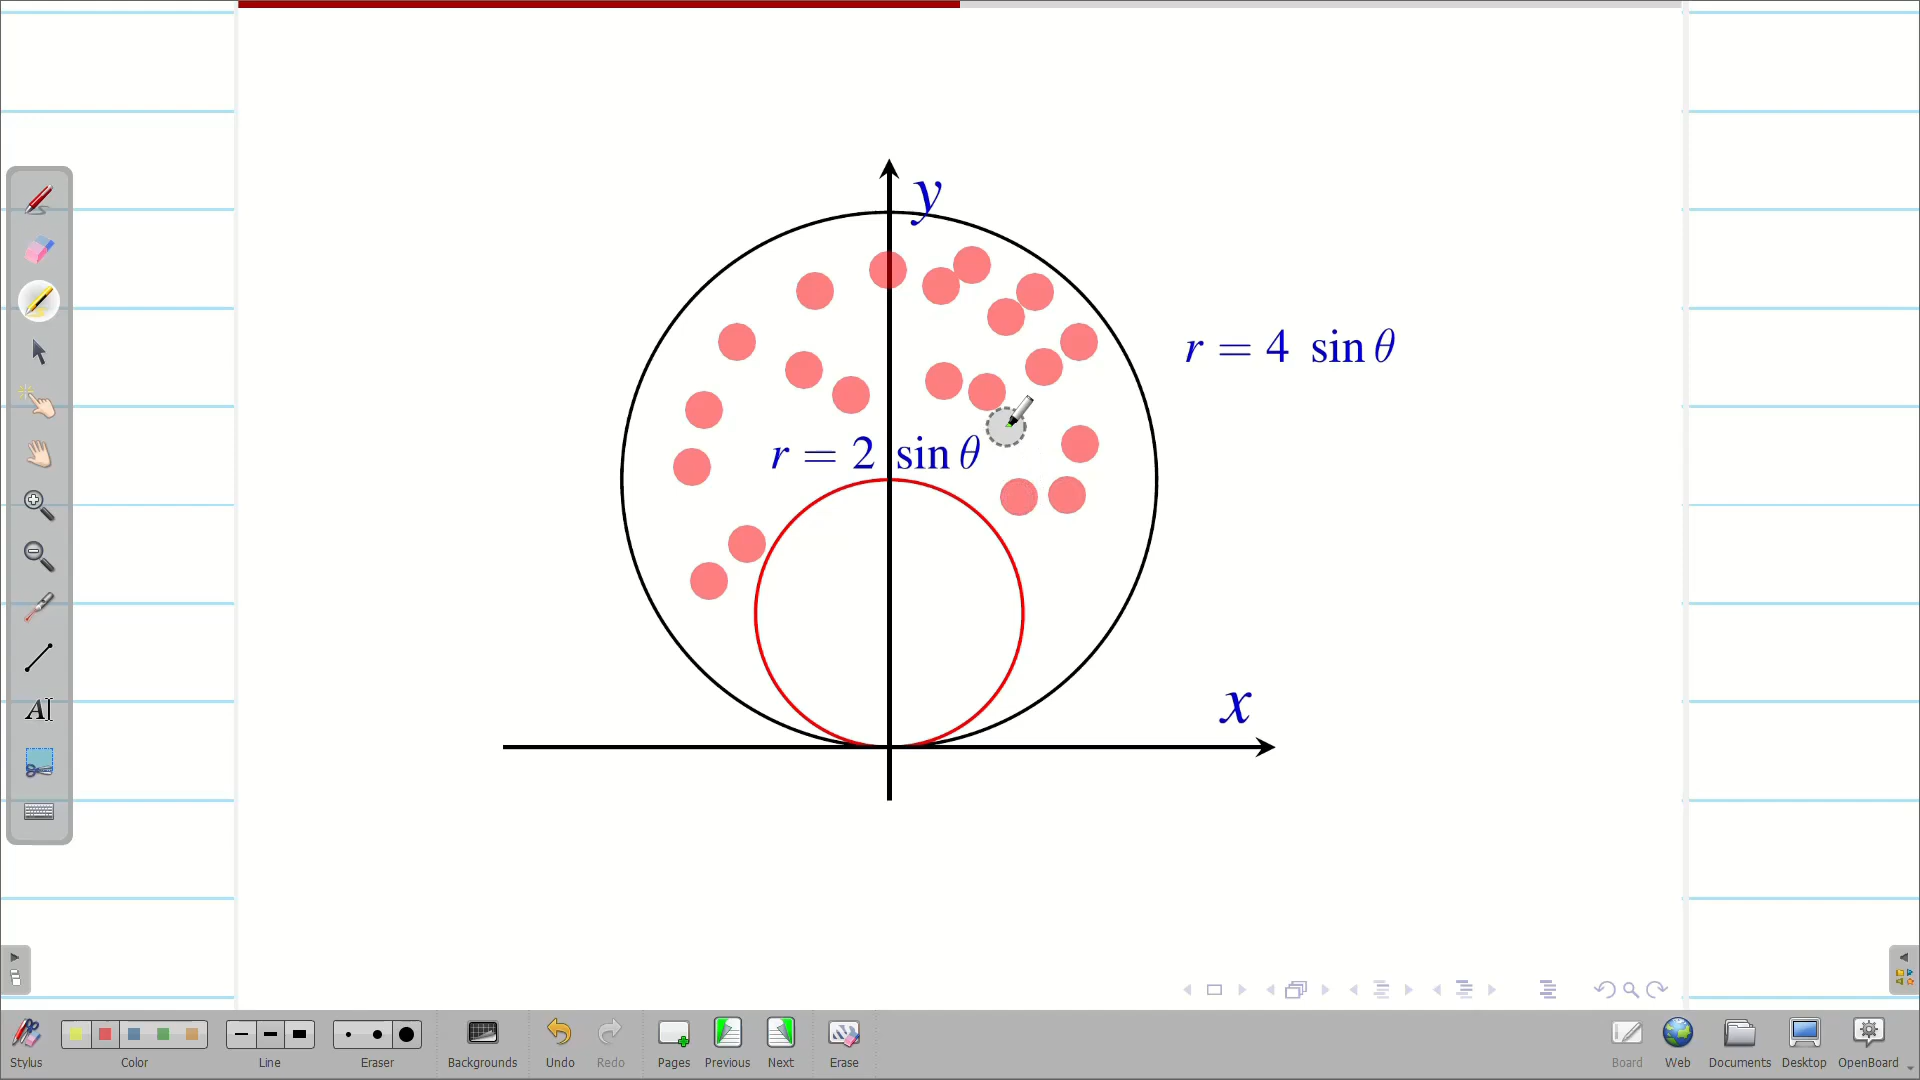 y
r = 4 sin θ
r = 2 sin θ
x
Stylus
Color
Line
Eraser
Backgrounds
Undo
Redo
Pages
Previous
Next
Erase
Board
Web
Documents
Desktop
OpenBoard